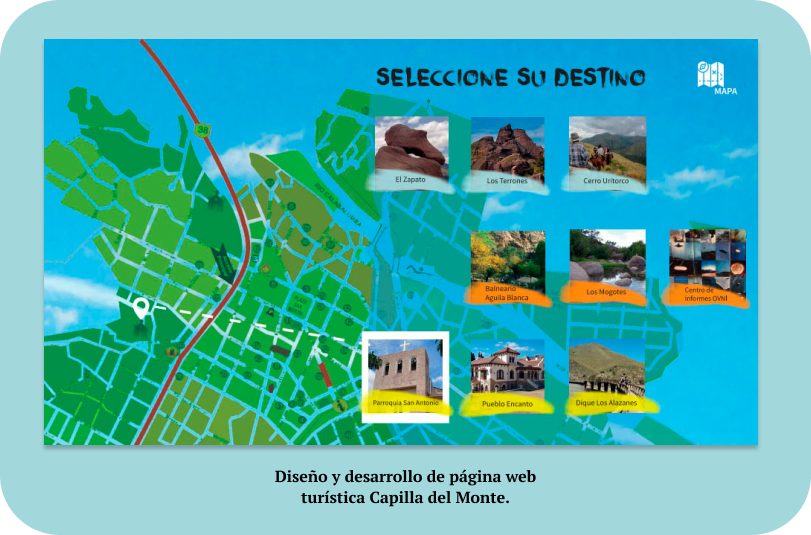 SELECCIONE SU DESTINO
MAPA
38
El Zapato
Los Terrones
Cerro Uritorco
Balneario
Aguila Blanca
Los Mogotes
Centro de
Informes OVNI
Parroquia San Antonio
Pueblo Encanto
Dique Los Alazanes
Diseño y desarrollo de página web
turística Capilla del Monte.